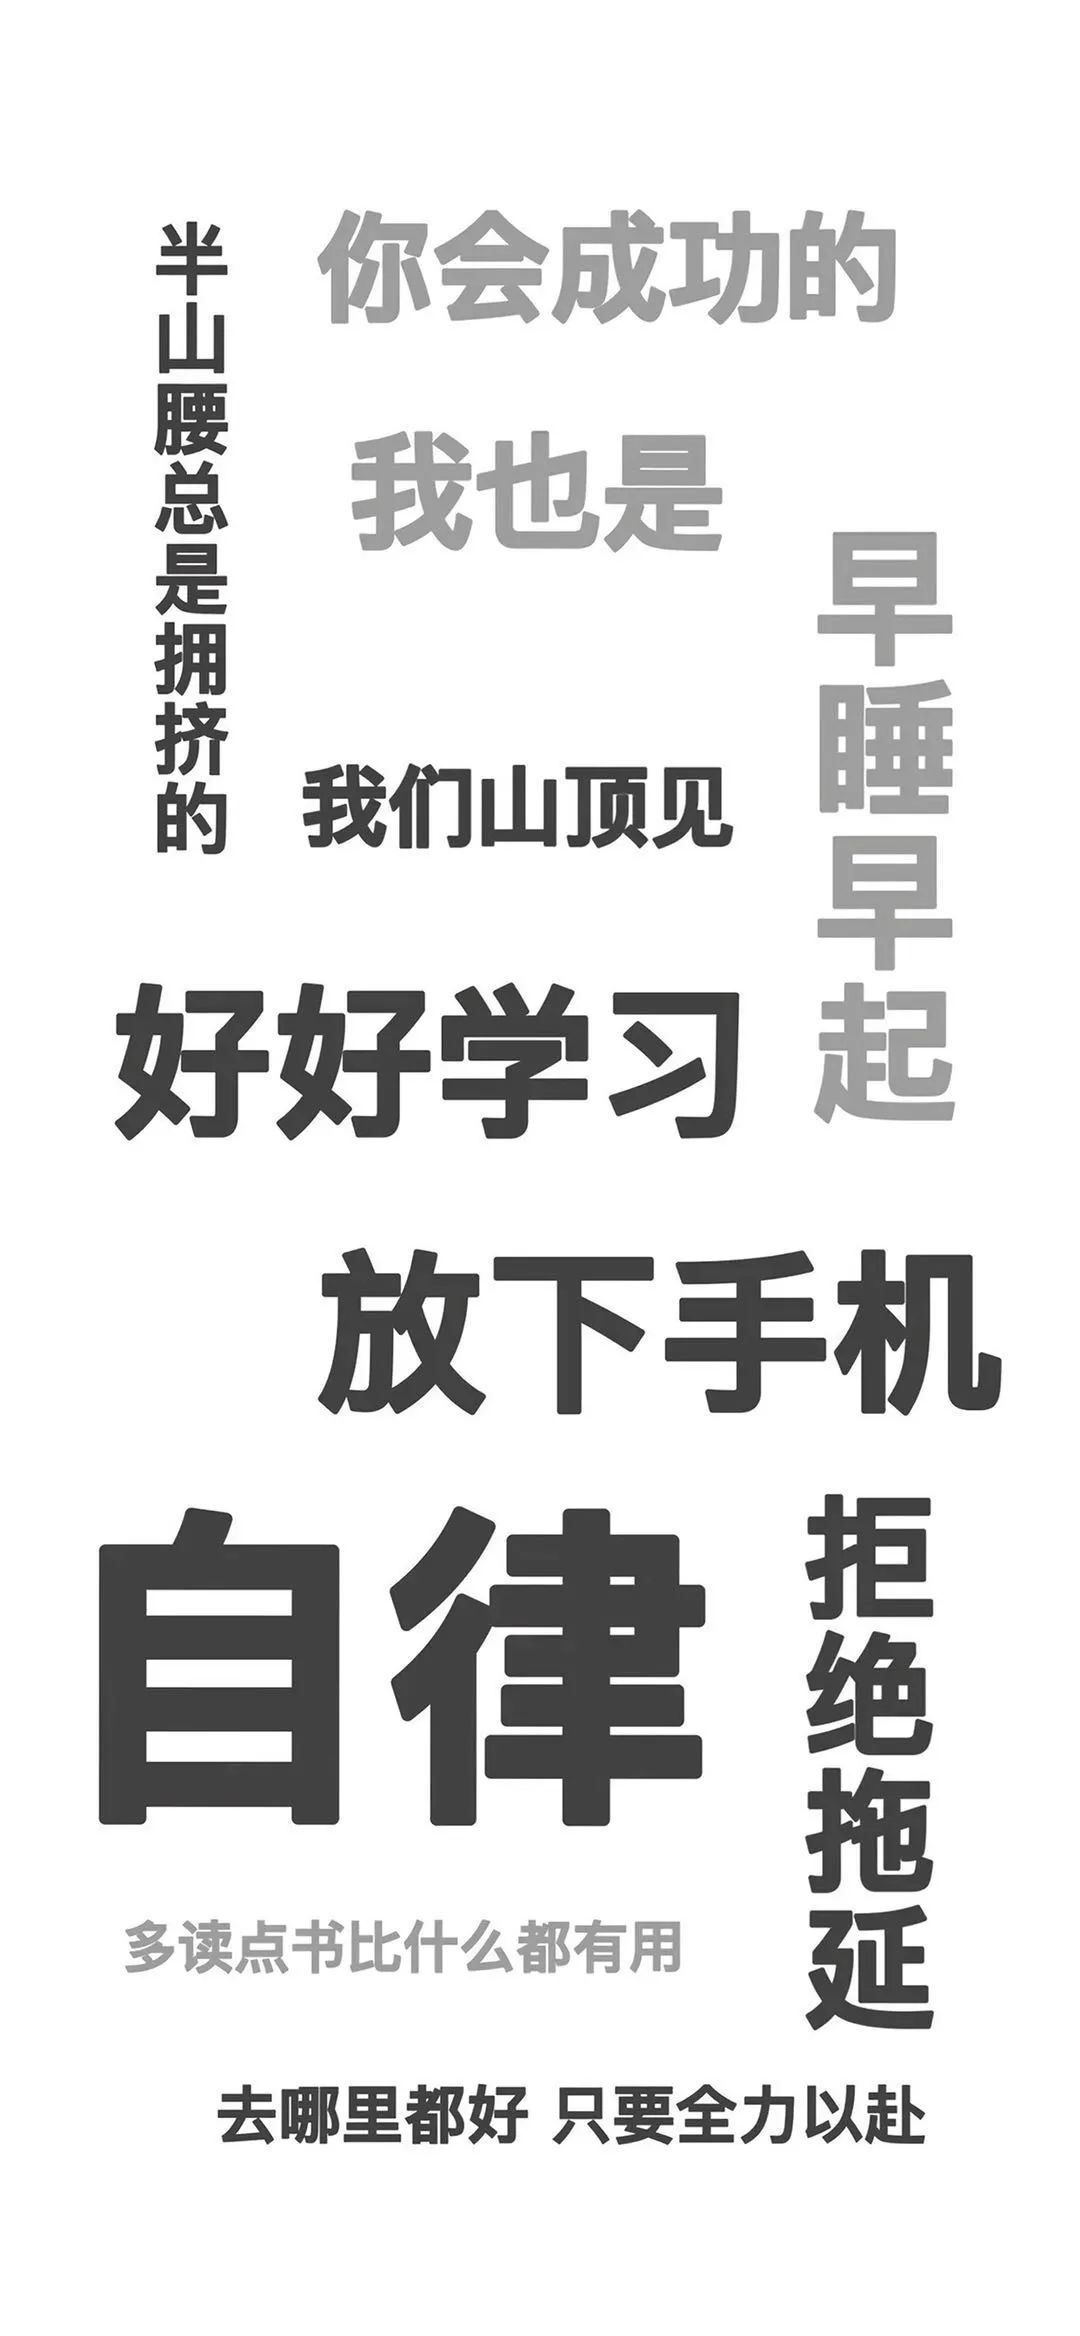 半山腰总是拥挤的
你会成功的
我也是
早睡早起
我们山顶见
好好学习
放下手机
自律
拒绝拖延
多读点书比什么都有用
去哪里都好 只要全力以赴